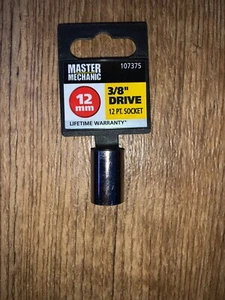 MASTER
MECHANIC
107375
12
mm
3/8" DRIVE
12 PT. SOCKET
LIFETIME WARRANTY*